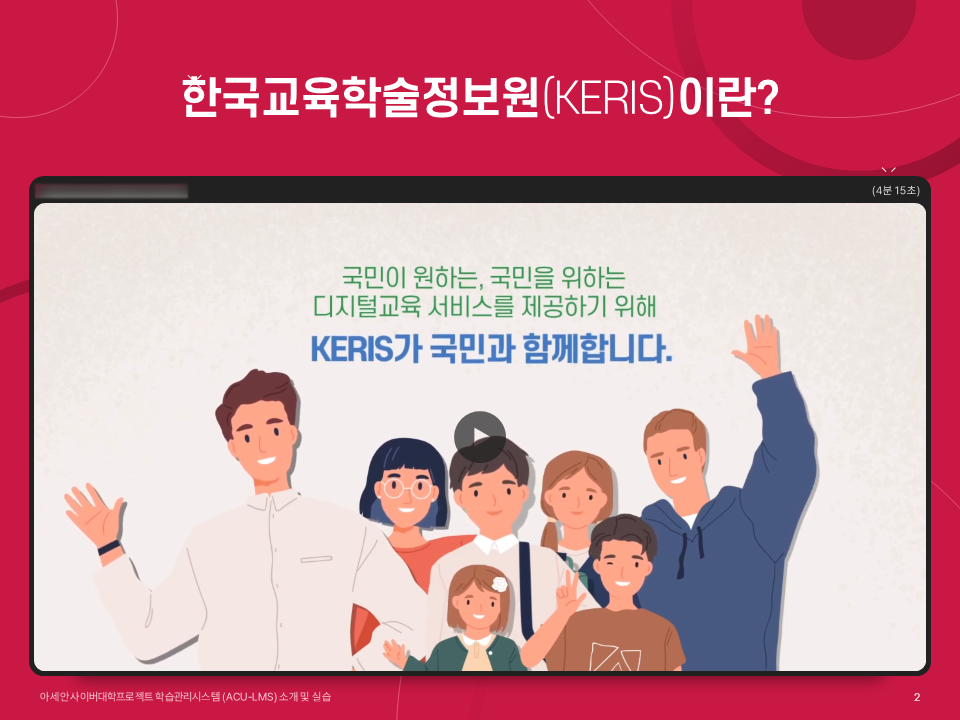 한국교육학술정보원(KERIS)이란?
(4분 15초)
국민이 원하는, 국민을 위하는
디지털교육 서비스를 제공하기 위해
KERIS가 국민과 함께합니다.
아세안사이버대학프로젝트 학습관리시스템 (ACU-LMS) 소개 및 실습
2